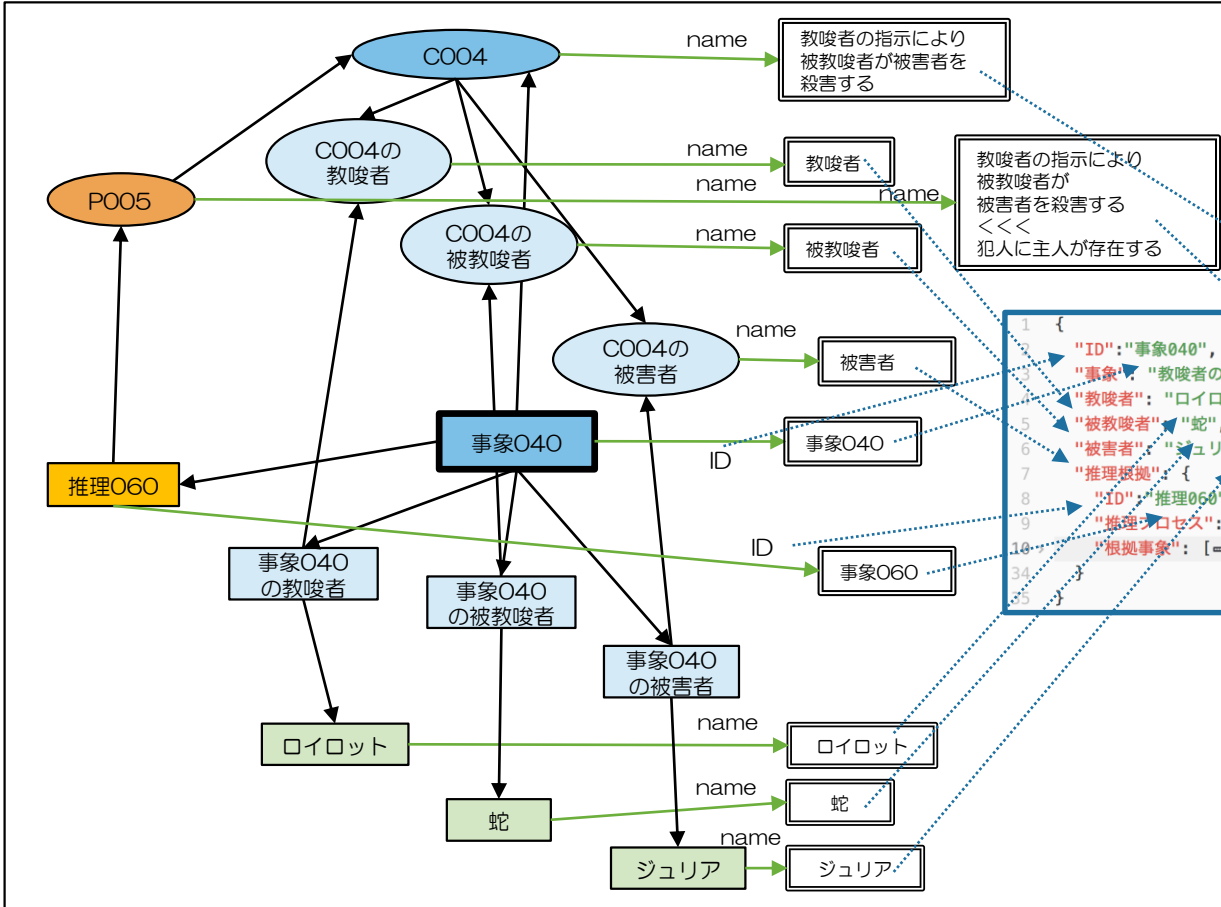 C004
name
教唆者の指示により
被教唆者が被害者を
殺害する
C004の
教唆者
name
教唆者
P005
name
name
教唆者の指示により
被教唆者が
被害者を殺害する
<<<
犯人に主人が存在する
C004の
被教唆者
name
被教唆者
C004の
被害者
name
被害者
事象040
ID
事象040
推理060
ID
事象060
事象040
の教唆者
事象040
の被教唆者
事象040
の被害者
ロイロット
name
ロイロット
蛇
name
蛇
ジュリア
name
ジュリア
1 {
2 "ID":"事象040",
3 "事象": "教唆者の
4 "教唆者": "ロイロ
5 "被教唆者": "蛇",
6 "被害者": "ジュリ
7 "推理根拠": {
8 "ID":"推理060"
9 "推理プロセス":
10 "根拠事象": [
34 }
35 }